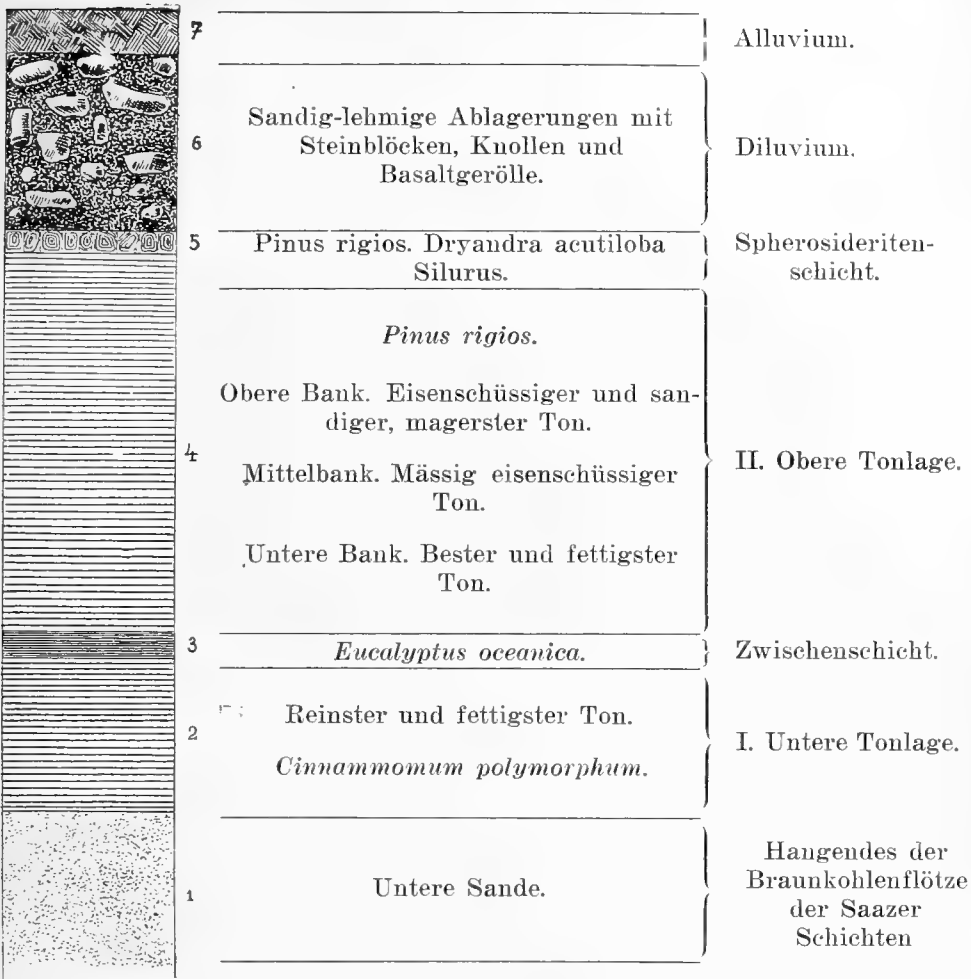 7
Alluvium.
6
Sandig-lehmige Ablagerungen mit
Steinblöcken, Knollen und
Basaltgerölle.
Diluvium.
5
Pinus rigios. Dryandra acutiloba
Silurus.
Spherosideriten-
schicht.
4
Pinus rigios.
Obere Bank. Eisenschüssiger und san-
diger, magerster Ton.
Mittelbank. Mässig eisenschüssiger
Ton.
Untere Bank. Bester und fettigster
Ton.
II. Obere Tonlage.
3
Eucalyptus oceanica.
Zwischenschicht.
2
Reinster und fettigster Ton.
Cinnammomum polymorphum.
I. Untere Tonlage.
1
Untere Sande.
Hangendes der
Braunkohlenflötze
der Saazer
Schichten